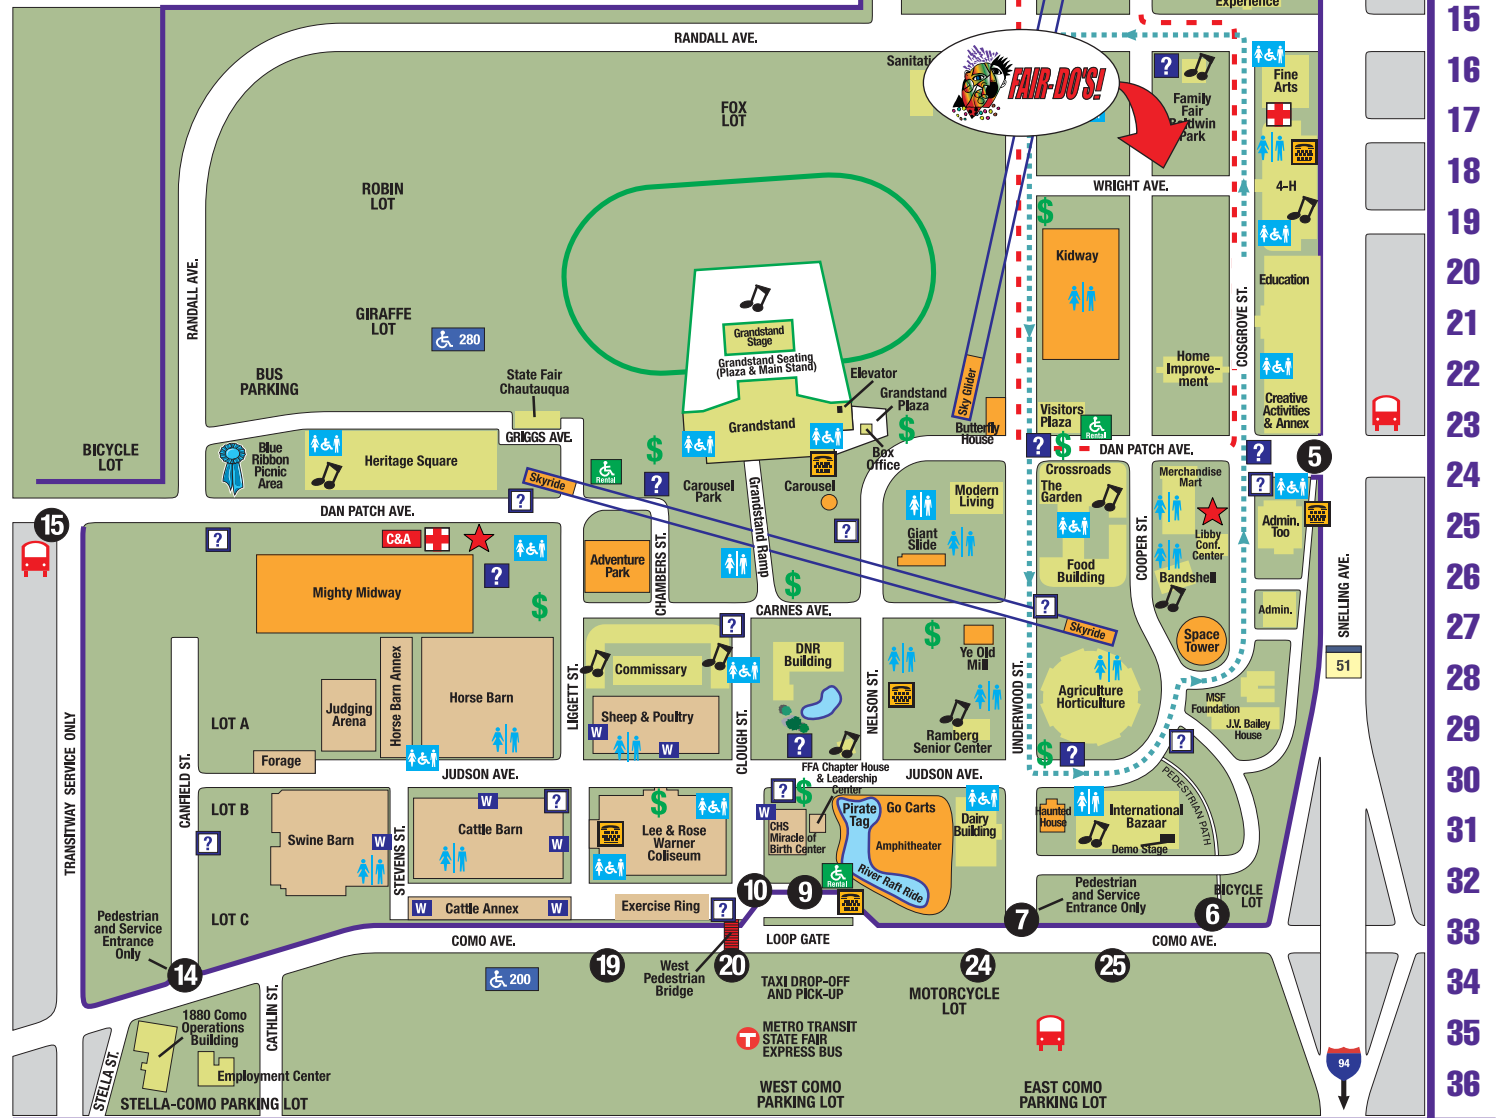 Experience
15
RANDALL AVE.
Sanitati
FAIR-DO'S!
?
Fine
Arts
16
FOX
LOT
Family
Fair
Baldwin
Park
17
ROBIN
LOT
WRIGHT AVE.
4-H
18
$
19
RANDALL AVE.
Kidway
COSGROVE ST.
Education
20
GIRAFFE
LOT
280
Grandstand
Stage
Grandstand Seating
(Plaza & Main Stand)
21
Home
Improve-
ment
22
BUS
PARKING
State Fair
Chautauqua
Elevator
Grandstand
Plaza
Sky Glider
Creative
Activities
& Annex
Visitors
Plaza
Rental
23
GRIGGS AVE.
Grandstand
$
Butterfly
House
BICYCLE
LOT
Blue
Ribbon
Picnic
Area
Heritage Square
$
Box
Office
?
$
DAN PATCH AVE.
?
5
24
Skyride
Rental
?
Carousel
Park
Grandstand Ramp
Carousel
Crossroads
The
Garden
Merchandise
Mart
?
Modern
Living
?
DAN PATCH AVE.
15
25
?
C&A
?
Giant
Slide
Libby
Conf.
Center
Admin.
Too
COOPER ST.
Adventure
Park
CHAMBERS ST.
Food
Building
Bandshell
26
?
Mighty Midway
$
$
CARNES AVE.
?
Admin.
SNELLING AVE.
27
?
Skyride
Space
Tower
$
Ye Old
Mill
LIGGETT ST.
Commissary
DNR
Building
UNDERWOOD ST.
51
28
Horse Barn Annex
Horse Barn
Judging
Arena
NELSON ST.
Agriculture
Horticulture
MSF
Foundation
J.V. Bailey
House
29
LOT A
Sheep & Poultry
W
W
CLOUGH ST.
?
Ramberg
Senior Center
?
TRANSITWAY SERVICE ONLY
CANFIELD ST.
Forage
JUDSON AVE.
FFA Chapter House
& Leadership
Center
JUDSON AVE.
$
?
30
PEDESTRIAN PATH
LOT B
W
?
$
?
$
Pirate
Tag
Go Carts
Haunted
House
International
Bazaar
Demo Stage
31
?
Swine Barn
W
STEVENS ST.
Cattle Barn
W
Lee & Rose
Warner
Coliseum
W
CHS
Miracle of
Birth Center
Amphitheater
Dairy
Building
Rental
River Raft Ride
32
10
9
Pedestrian
and Service
Entrance Only
BICYCLE
LOT
LOT C
W
Cattle Annex
W
Exercise Ring
?
7
6
Pedestrian
and Service
Entrance
Only
33
COMO AVE.
LOOP GATE
COMO AVE.
14
200
19
West
Pedestrian
Bridge
20
TAXI DROP-OFF
AND PICK-UP
24
25
MOTORCYCLE
LOT
34
1880 Como
Operations
Building
CATHLIN ST.
T
METRO TRANSIT
STATE FAIR
EXPRESS BUS
35
STELLA ST.
Employment Center
94
36
STELLA-COMO PARKING LOT
WEST COMO
PARKING LOT
EAST COMO
PARKING LOT